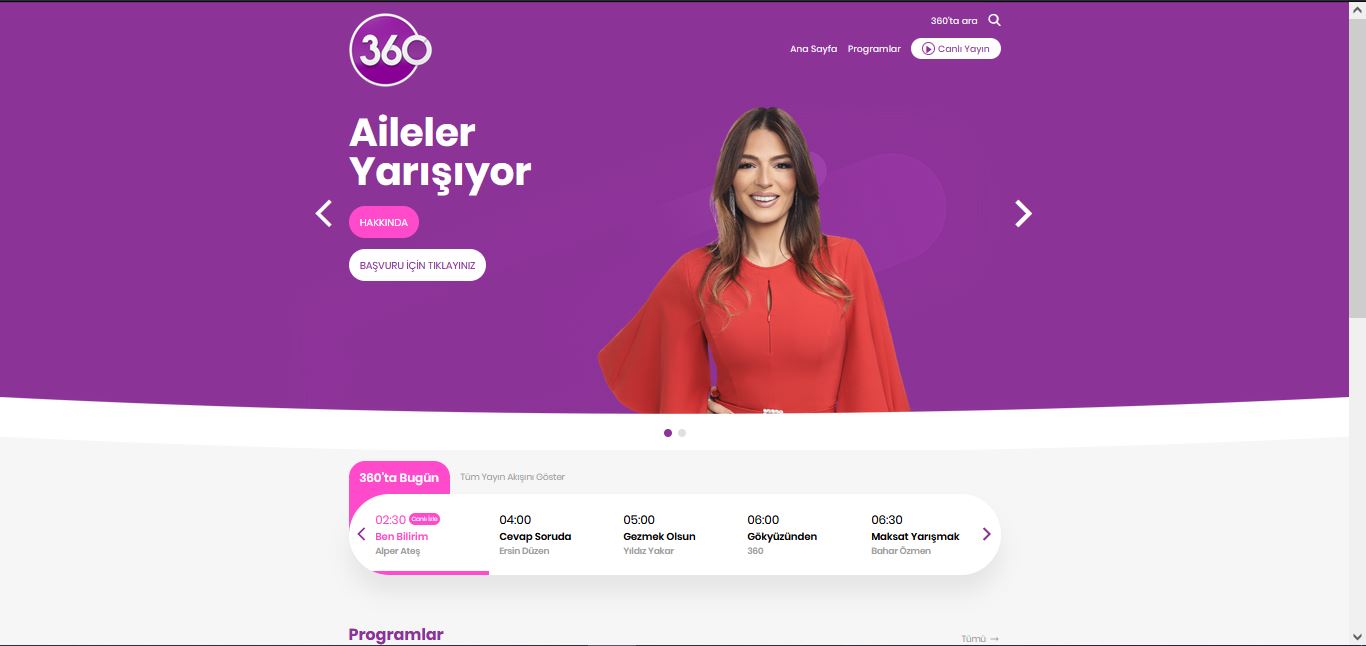 360
360'ta ara
Ana Sayfa Programlar Canlı Yayın
Aileler
Yarışıyor
HAKKINDA
BAŞVURU İÇİN TIKLAYINIZ
360'ta Bugün Tüm Yayın Akışını Göster
02:30 Canlı İzle
Ben Bilirim
Alper Ateş
04:00
Cevap Soruda
Ersin Düzen
05:00
Gezmek Olsun
Yıldız Yakar
06:00
Gökyüzünden
360
06:30
Maksat Yarışmak
Bahar Özmen
Programlar
Tümü →